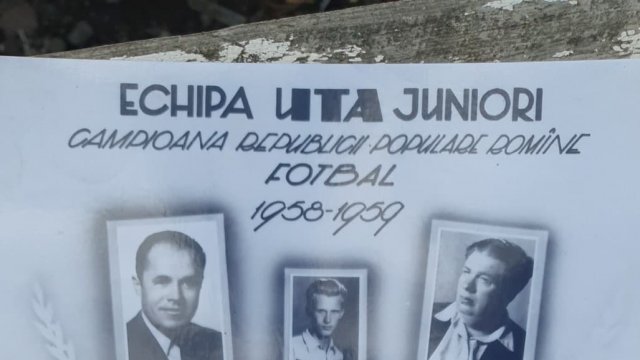 ECHIPA UTA JUNIORI
CAMPIOANA REPUBLICII·POPULARE ROMÎNE
FOTBAL
1958-1959